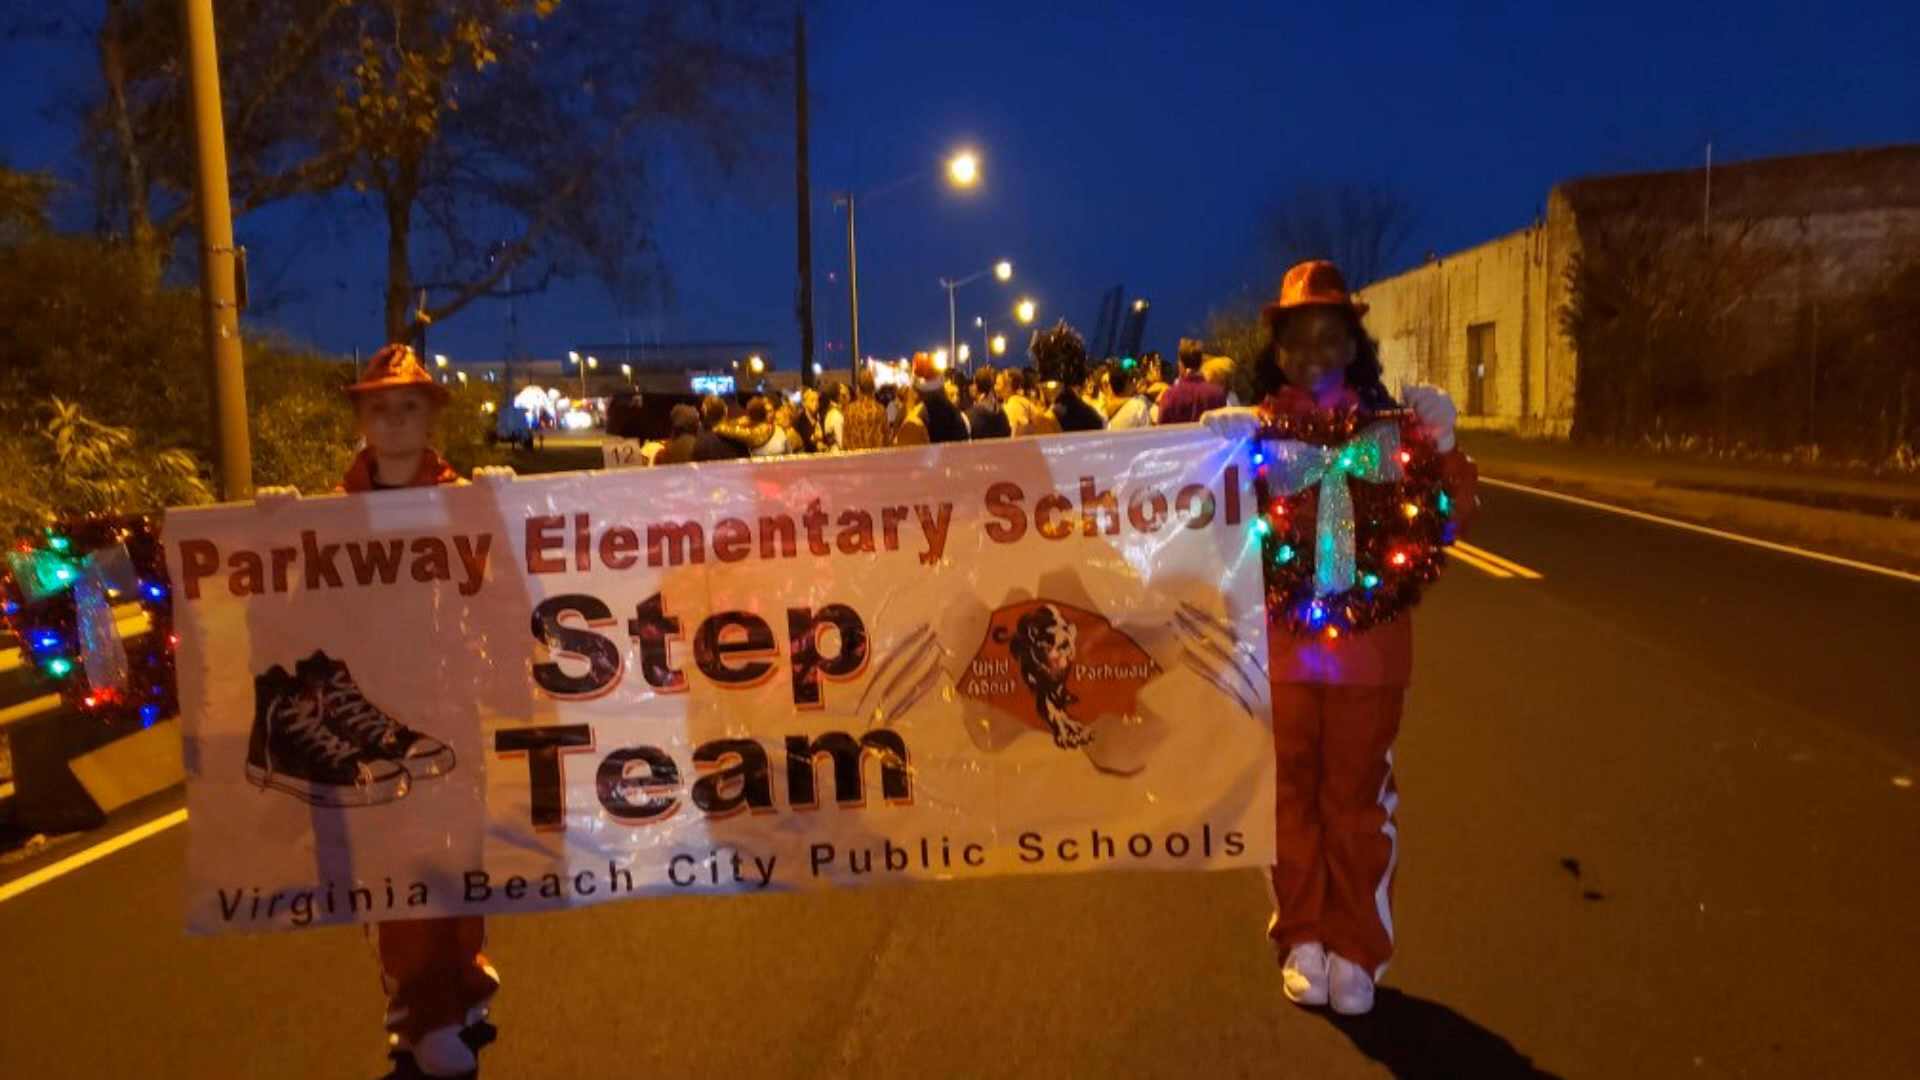 12
Parkway Elementary School
Step
Team
Wild
About
Parkway!
Virginia Beach City Public Schools